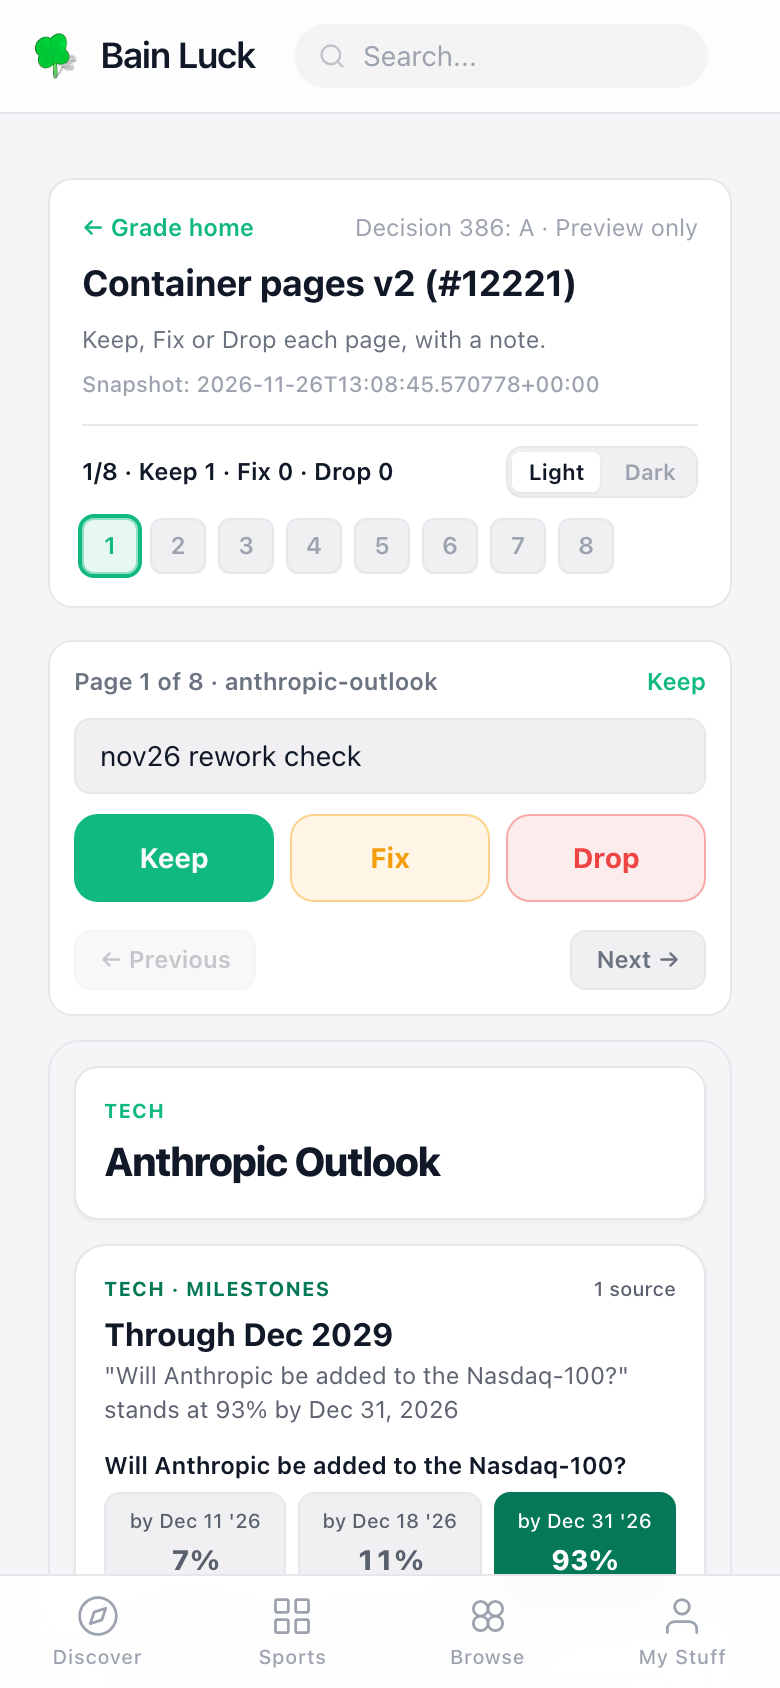 Bain Luck
Search...
← Grade home
Decision 386: A · Preview only
Container pages v2 (#12221)
Keep, Fix or Drop each page, with a note.
Snapshot: 2026-11-26T13:08:45.570778+00:00
1/8 · Keep 1 · Fix 0 · Drop 0
Light
Dark
1
2
3
4
5
6
7
8
Page 1 of 8 · anthropic-outlook
Keep
nov26 rework check
Keep
Fix
Drop
← Previous
Next →
TECH
Anthropic Outlook
TECH · MILESTONES
1 source
Through Dec 2029
"Will Anthropic be added to the Nasdaq-100?"
stands at 93% by Dec 31, 2026
Will Anthropic be added to the Nasdaq-100?
by Dec 11 '26
by Dec 18 '26
by Dec 31 '26
7%
11%
93%
Discover
Sports
Browse
My Stuff